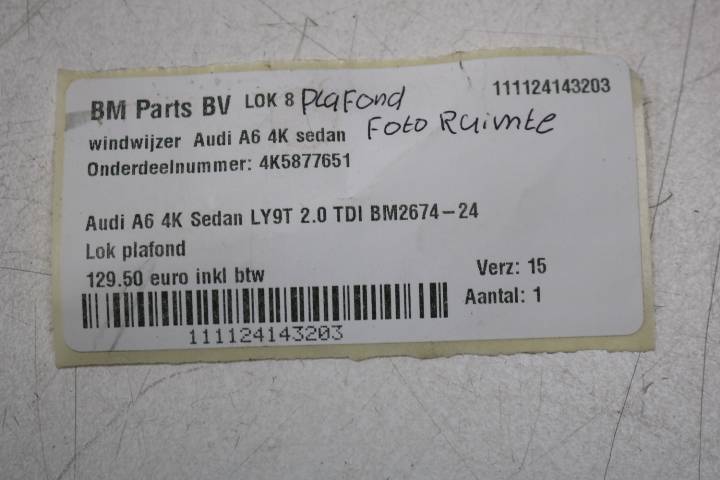 BM Parts BV LOK 8 Plafond 111124143203
windwijzer Audi A6 4K sedan Foto Ruimte
Onderdeelnummer: 4K5877651
Audi A6 4K Sedan LY9T 2.0 TDI BM2674-24
Lok plafond
129.50 euro inkl btw Verz: 15
Aantal: 1
111124143203